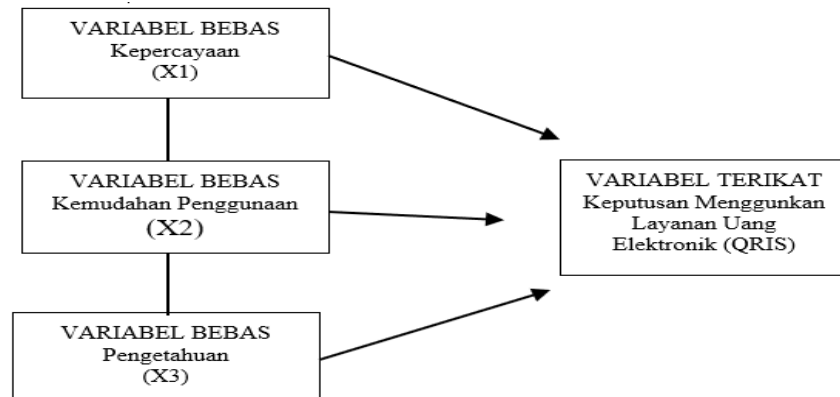 VARIABEL BEBAS
Kepercayaan
(X1)
VARIABEL BEBAS
Kemudahan Penggunaan
(X2)
VARIABEL BEBAS
Pengetahuan
(X3)
VARIABEL TERIKAT
Keputusan Menggunkan
Layanan Uang
Elektronik (QRIS)